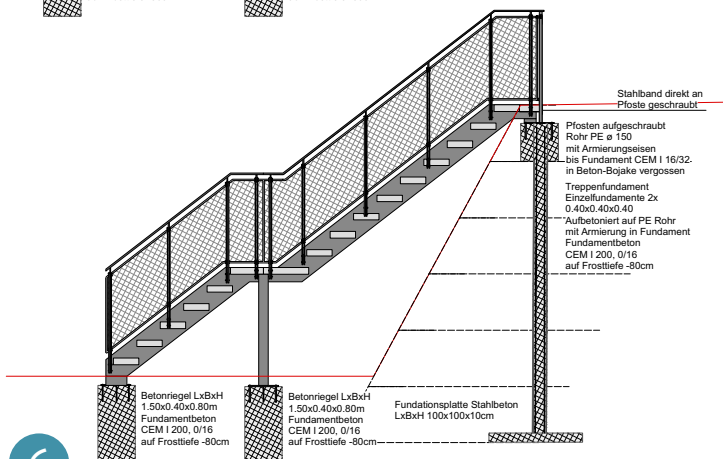 Stahlband direkt an
Pfoste geschraubt
Pfosten aufgeschraubt
Rohr PE ø 150
mit Armierungseisen
bis Fundament CEM I 16/32
in Beton-Bojake vergossen
Treppenfundament
Einzelfundamente 2x
0.40x0.40x0.40
Aufbetoniert auf PE Rohr
mit Armierung in Fundament
Fundamentbeton
CEM I 200, 0/16
auf Frosttiefe -80cm
Betonriegel LxBxH
1.50x0.40x0.80m
Fundamentbeton
CEM I 200, 0/16
auf Frosttiefe -80cm
Betonriegel LxBxH
1.50x0.40x0.80m
Fundamentbeton
CEM I 200, 0/16
auf Frosttiefe -80cm
Fundationsplatte Stahlbeton
LxBxH 100x100x10cm